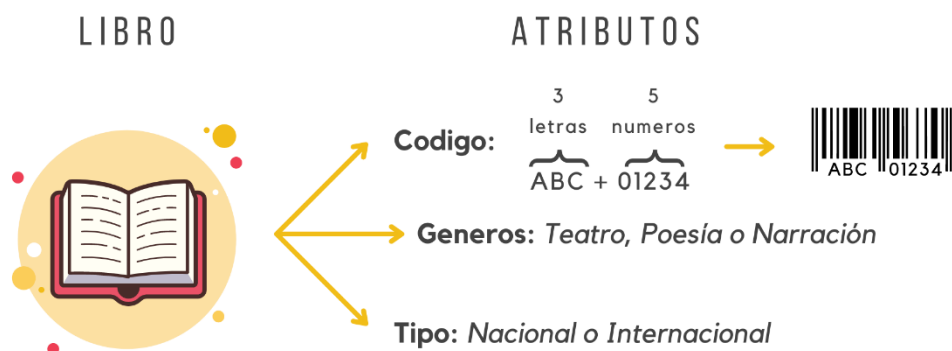 LIBRO
ATRIBUTOS
3 5
letras numeros
Codigo:
ABC + 01234
ABC 01234
Generos: Teatro, Poesía o Narración
Tipo: Nacional o Internacional